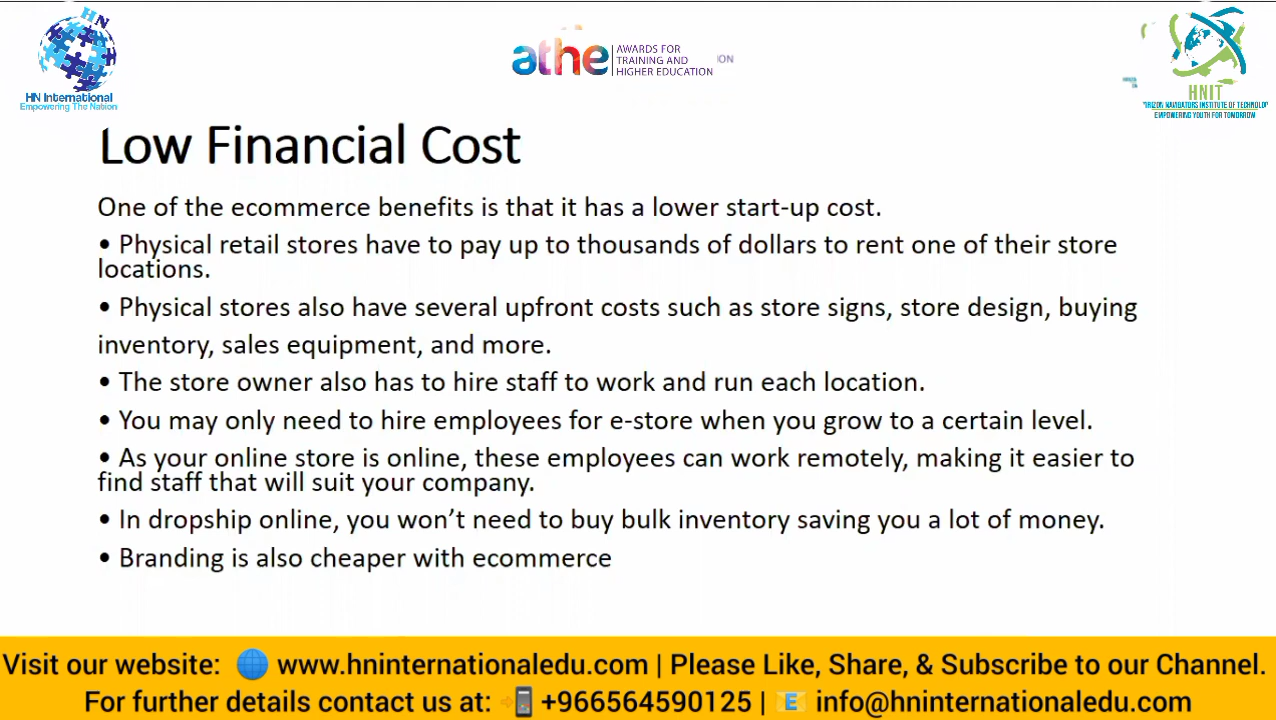 HN
HN International
Empowering The Nation
athe
AWARDS FOR
TRAINING AND
HIGHER EDUCATION
ION
HNIT
EMPOWERING YOUTH FOR TOMORROW
Low Financial Cost
One of the ecommerce benefits is that it has a lower start-up cost.
• Physical retail stores have to pay up to thousands of dollars to rent one of their store
locations.
• Physical stores also have several upfront costs such as store signs, store design, buying
inventory, sales equipment, and more.
• The store owner also has to hire staff to work and run each location.
• You may only need to hire employees for e-store when you grow to a certain level.
• As your online store is online, these employees can work remotely, making it easier to
find staff that will suit your company.
• In dropship online, you won’t need to buy bulk inventory saving you a lot of money.
• Branding is also cheaper with ecommerce
Visit our website: www.hninternationaledu.com | Please Like, Share, & Subscribe to our Channel.
For further details contact us at: +966564590125 | info@hninternationaledu.com